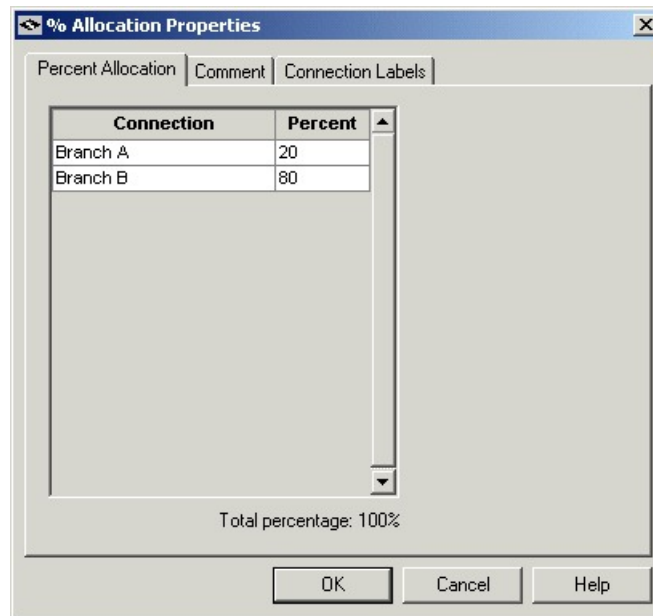 % Allocation Properties
Percent Allocation Comment Connection Labels
Connection Percent
Branch A 20
Branch B 80
Total percentage: 100%
OK Cancel Help